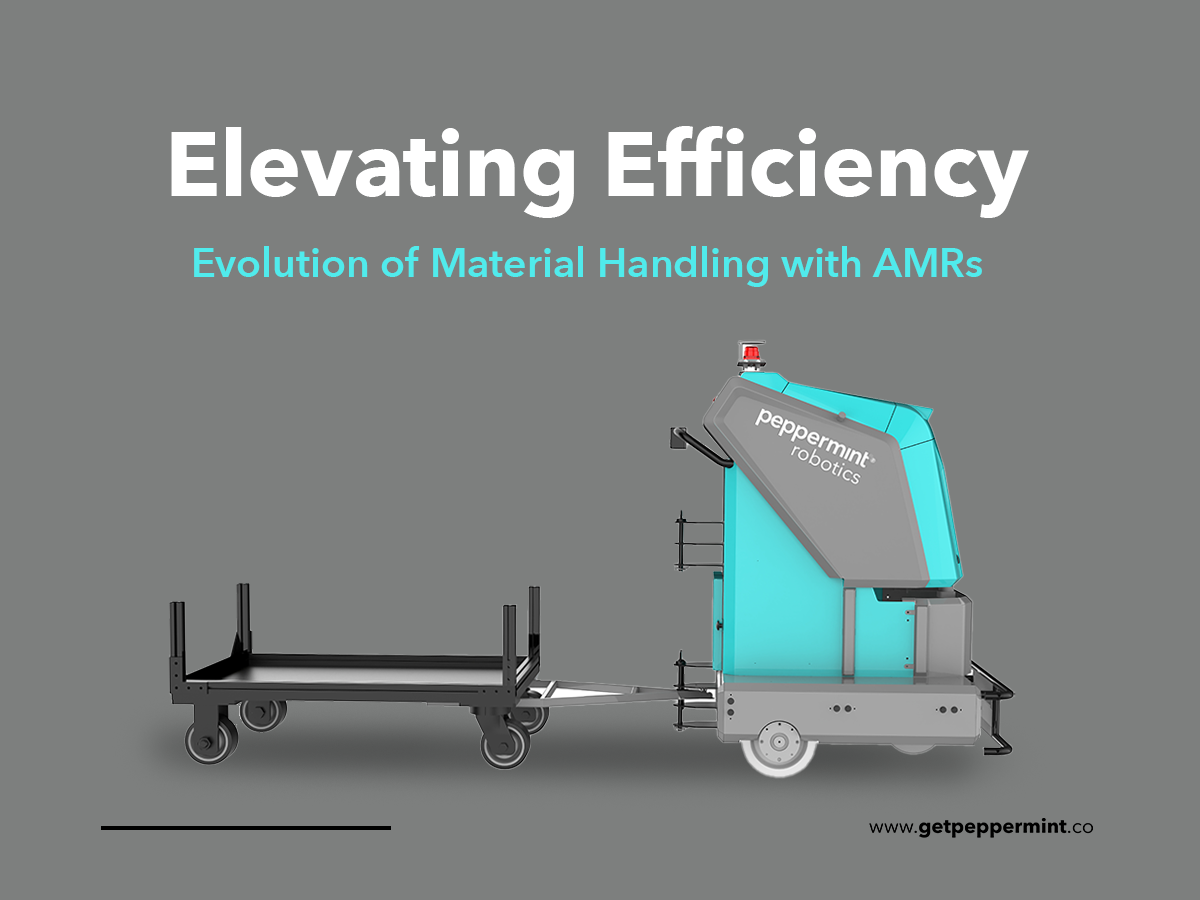 Elevating Efficiency
Evolution of Material Handling with AMRs
peppermint®
robotics
www.getpeppermint.co